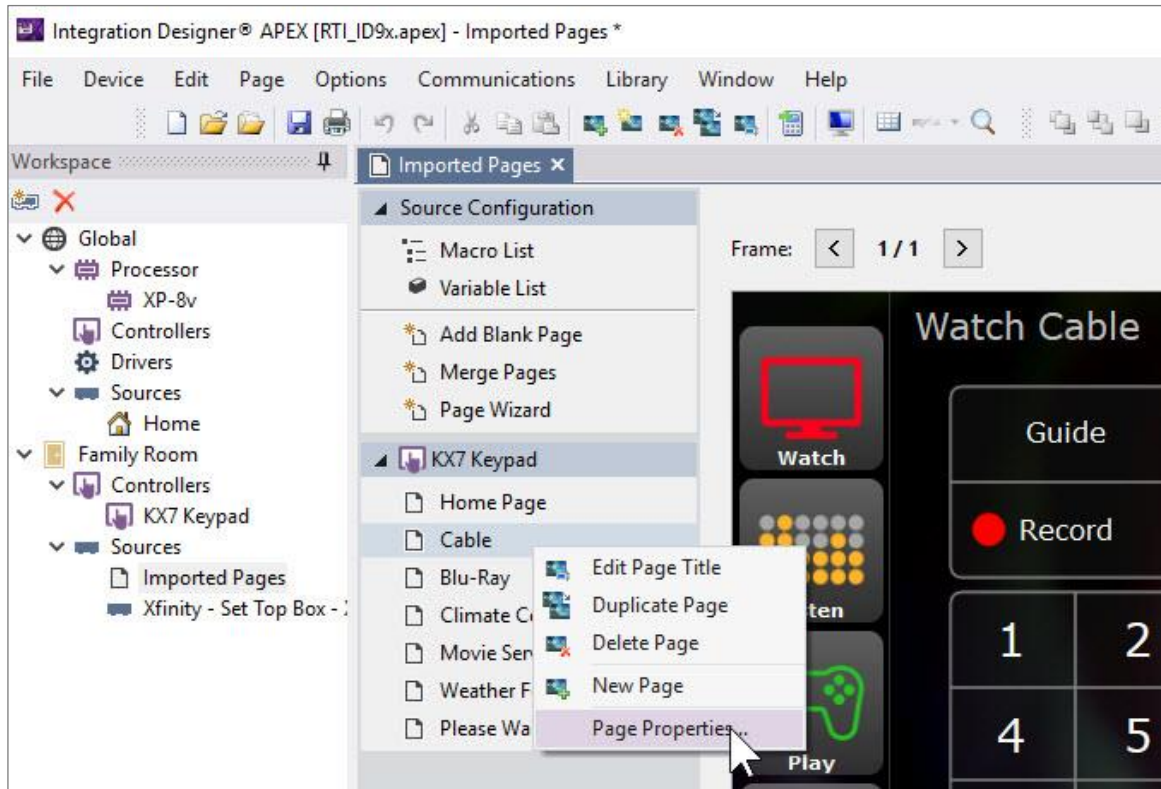 Integration Designer® APEX [RTI_ID9x.apex] - Imported Pages *
File Device Edit Page Options Communications Library Window Help
Workspace
Imported Pages
Global
Processor
XP-8v
Controllers
Drivers
Sources
Home
Family Room
Controllers
KX7 Keypad
Sources
Imported Pages
Xfinity - Set Top Box -
Source Configuration
Macro List
Variable List
Add Blank Page
Merge Pages
Page Wizard
KX7 Keypad
Home Page
Cable
Blu-Ray
Climate
Movie
Weather F
Please Wa
Edit Page Title
Duplicate Page
Delete Page
New Page
Page Properties...
Frame: < 1 / 1 >
Watch Cable
Watch
Guide
Record
ten
Play
1 2
4 5